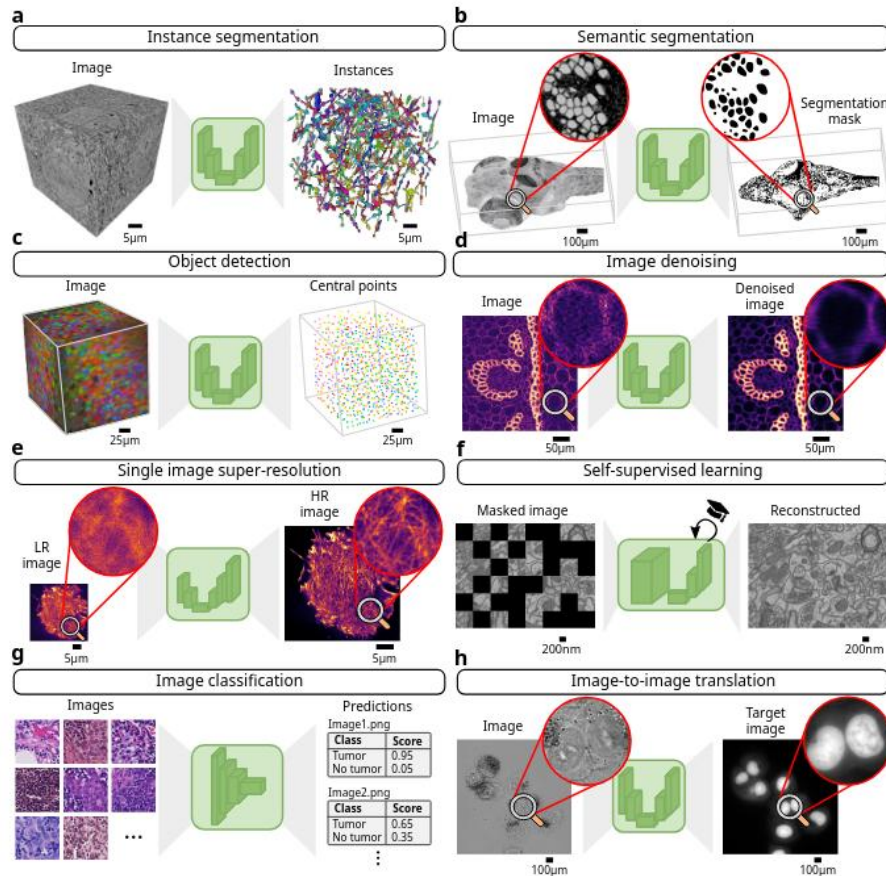 a
Instance segmentation
Image
Instances
5µm
5µm
b
Semantic segmentation
Image
Segmentation
mask
100µm
100µm
c
Object detection
Image
Central points
25µm
25µm
d
Image denoising
Image
Denoised
image
50µm
50µm
e
Single image super-resolution
LR
image
HR
image
5µm
5µm
f
Self-supervised learning
Masked image
Reconstructed
200nm
200nm
g
Image classification
Images
Predictions
Image1.png
Class Score
Tumor 0.95
No tumor 0.05
Image2.png
Class Score
Tumor 0.65
No tumor 0.35
h
Image-to-image translation
Image
Target
image
100µm
100µm